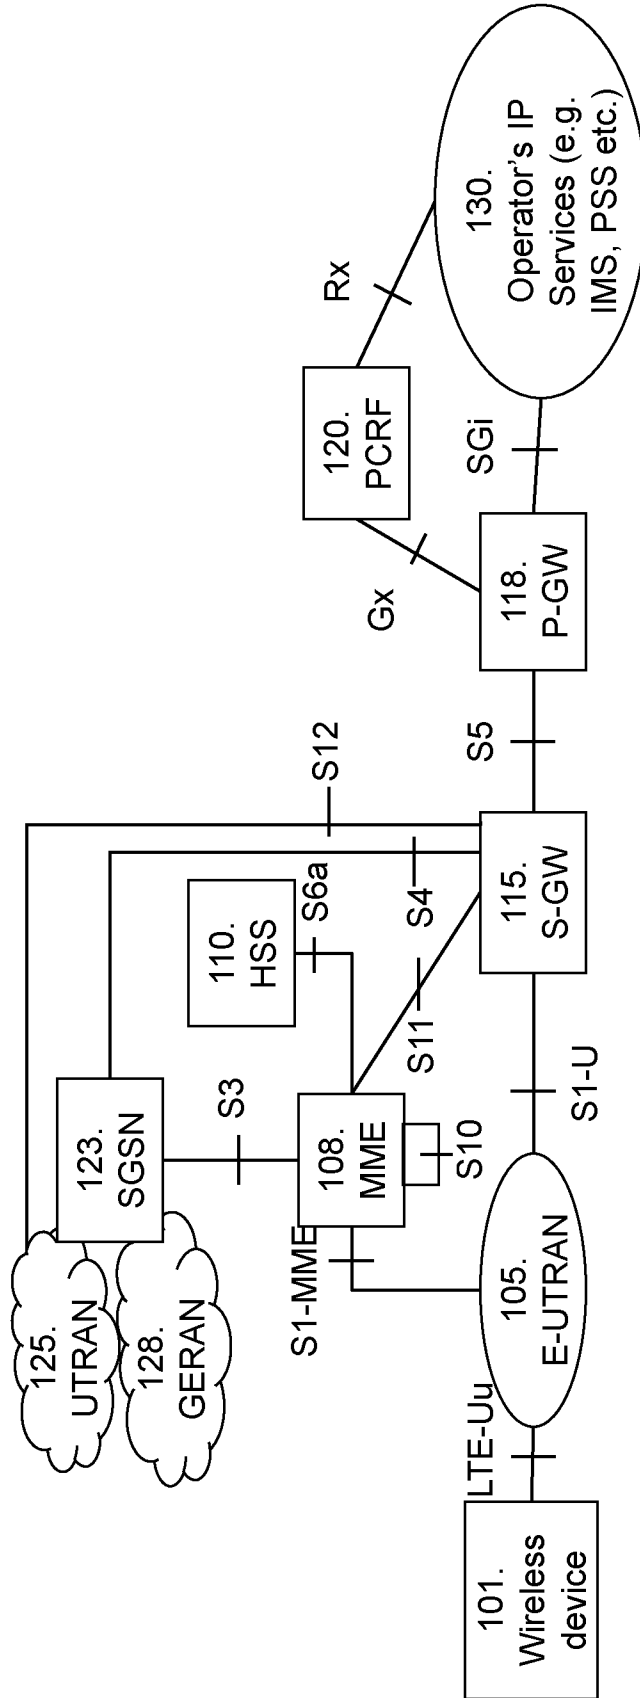 125.
UTRAN
128.
GERAN
123.
SGSN
S12
S3
110.
HSS
S6a
S4
S1-MME
108.
MME
S10
S11
120.
PCRF
Rx
Gx
101.
Wireless
device
LTE-Uu
105.
E-UTRAN
S1-U
115.
S-GW
S5
118.
P-GW
SGi
130.
Operator's IP
Services (e.g.
IMS, PSS etc.)